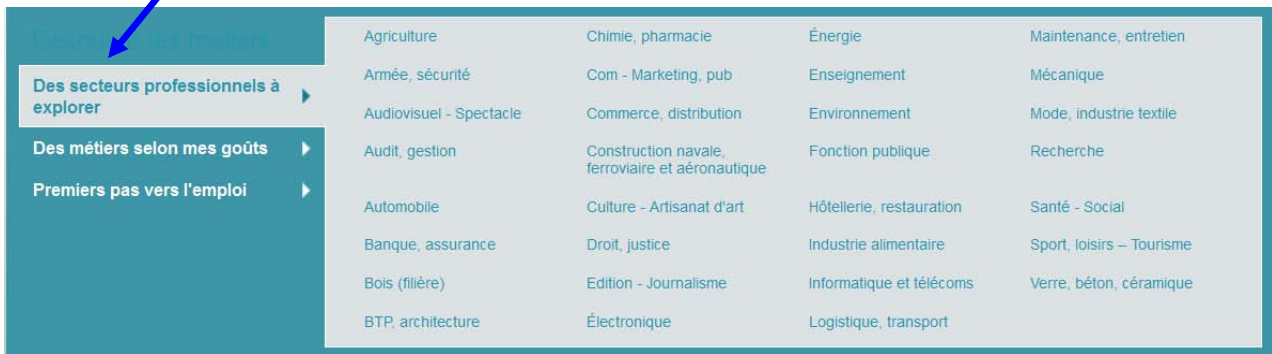 Découvrir les métiers
Des secteurs professionnels à
explorer
Des métiers selon mes goûts
Premiers pas vers l'emploi
Agriculture
Armée, sécurité
Audiovisuel - Spectacle
Audit, gestion
Automobile
Banque, assurance
Bois (filière)
BTP, architecture
Chimie, pharmacie
Com - Marketing, pub
Commerce, distribution
Construction navale,
ferroviaire et aéronautique
Culture - Artisanat d'art
Droit, justice
Edition - Journalisme
Électronique
Énergie
Enseignement
Environnement
Fonction publique
Hôtellerie, restauration
Industrie alimentaire
Informatique et télécoms
Logistique, transport
Maintenance, entretien
Mécanique
Mode, industrie textile
Recherche
Santé - Social
Sport, loisirs – Tourisme
Verre, béton, céramique